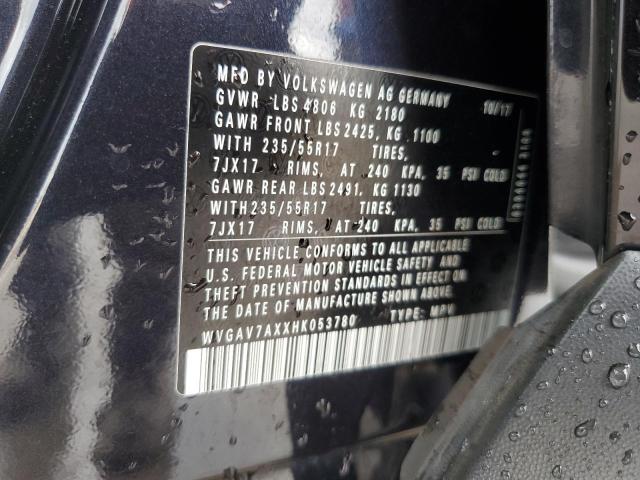 MFD BY VOLKSWAGEN AG GERMANY 10/17
GVWR LBS 4806 KG 2180
GAWR FRONT LBS 2425, KG 1100
WITH 235/55R17 TIRES,
7JX17 RIMS, AT 240 KPA, 35 PSI COLD
GAWR REAR LBS 2491. KG 1130
WITH 235/55R17 TIRES,
7JX17 RIMS, AT 240 KPA, 35 PSI COLD
THIS VEHICLE CONFORMS TO ALL APPLICABLE
U.S. FEDERAL MOTOR VEHICLE SAFETY AND
THEFT PREVENTION STANDARDS IN EFFECT ON
THE DATE OF MANUFACTURE SHOWN ABOVE.
WVGAV7AXXHK053780 TYPE: MPV